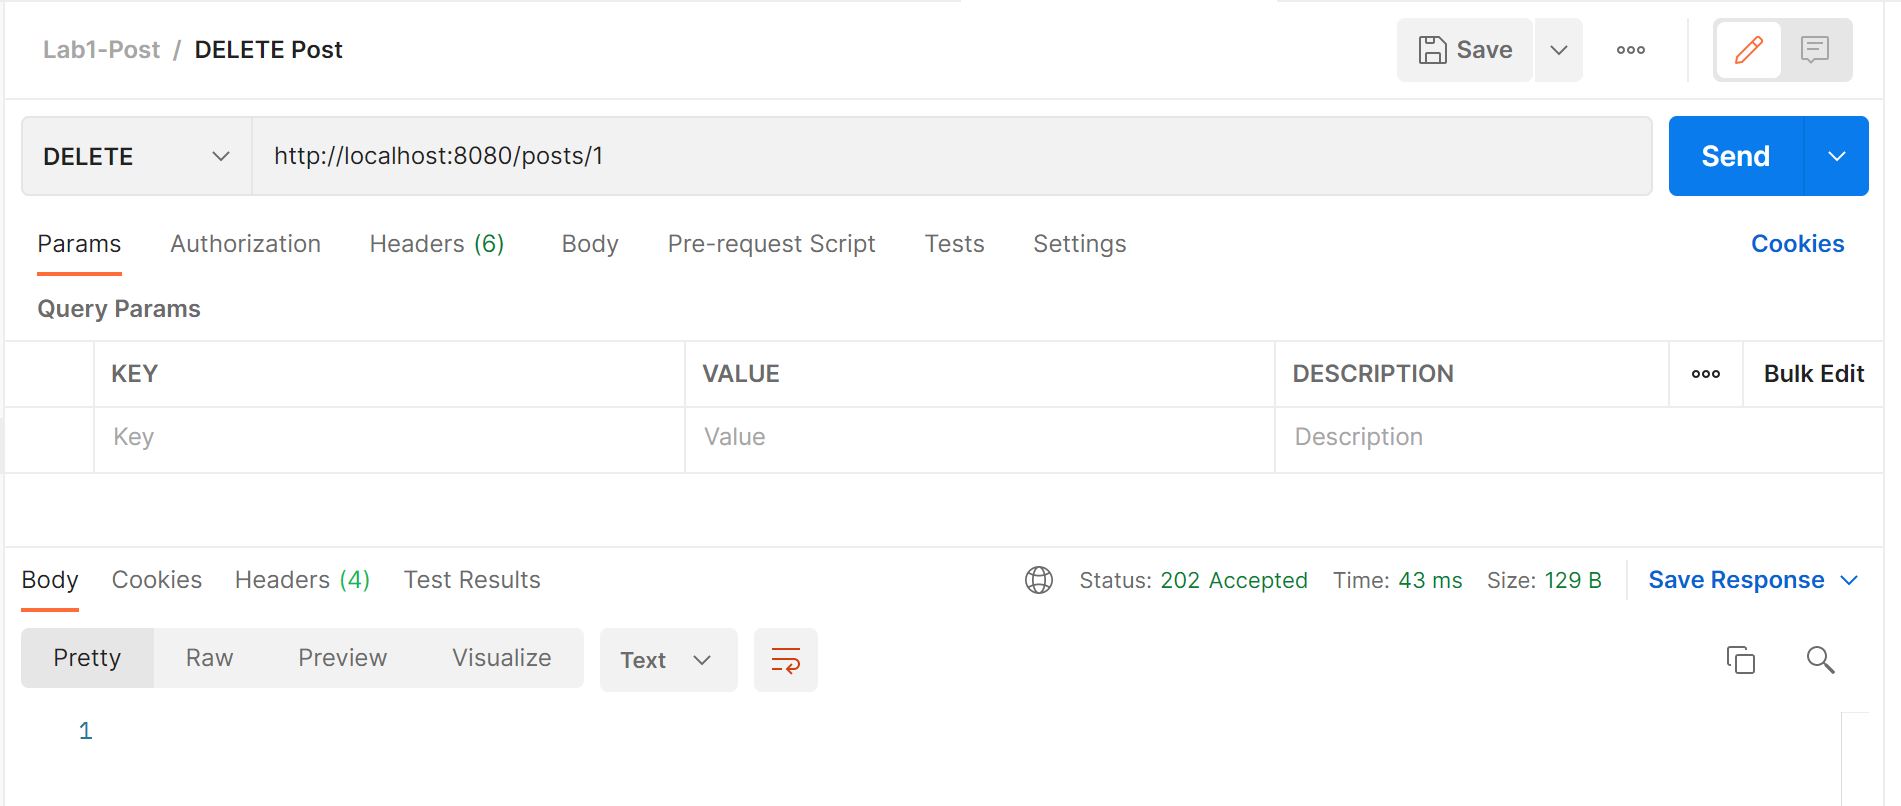 Lab1-Post / DELETE Post Save
DELETE http://localhost:8080/posts/1 Send
Params Authorization Headers (6) Body Pre-request Script Tests Settings Cookies
Query Params
KEY VALUE DESCRIPTION Bulk Edit
Key Value Description
Body Cookies Headers (4) Test Results Status: 202 Accepted Time: 43 ms Size: 129 B Save Response
Pretty Raw Preview Visualize Text
1